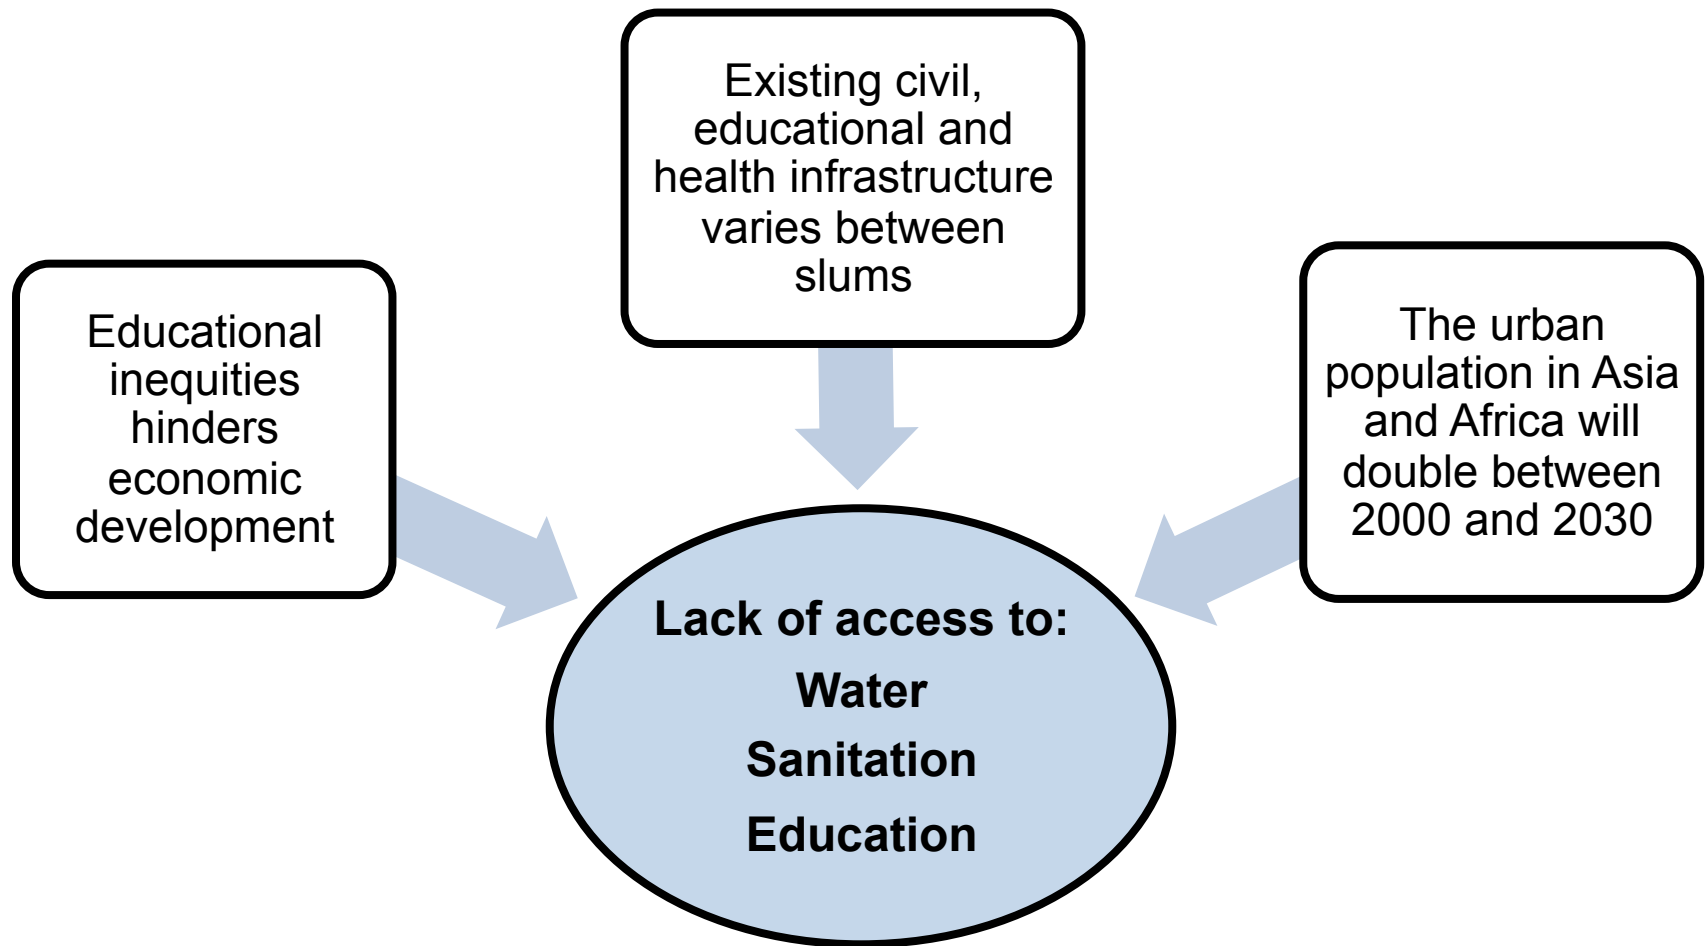 Existing civil,
educational and
health infrastructure
varies between
slums
Educational
inequities
hinders
economic
development
The urban
population in Asia
and Africa will
double between
2000 and 2030
Lack of access to:
Water
Sanitation
Education